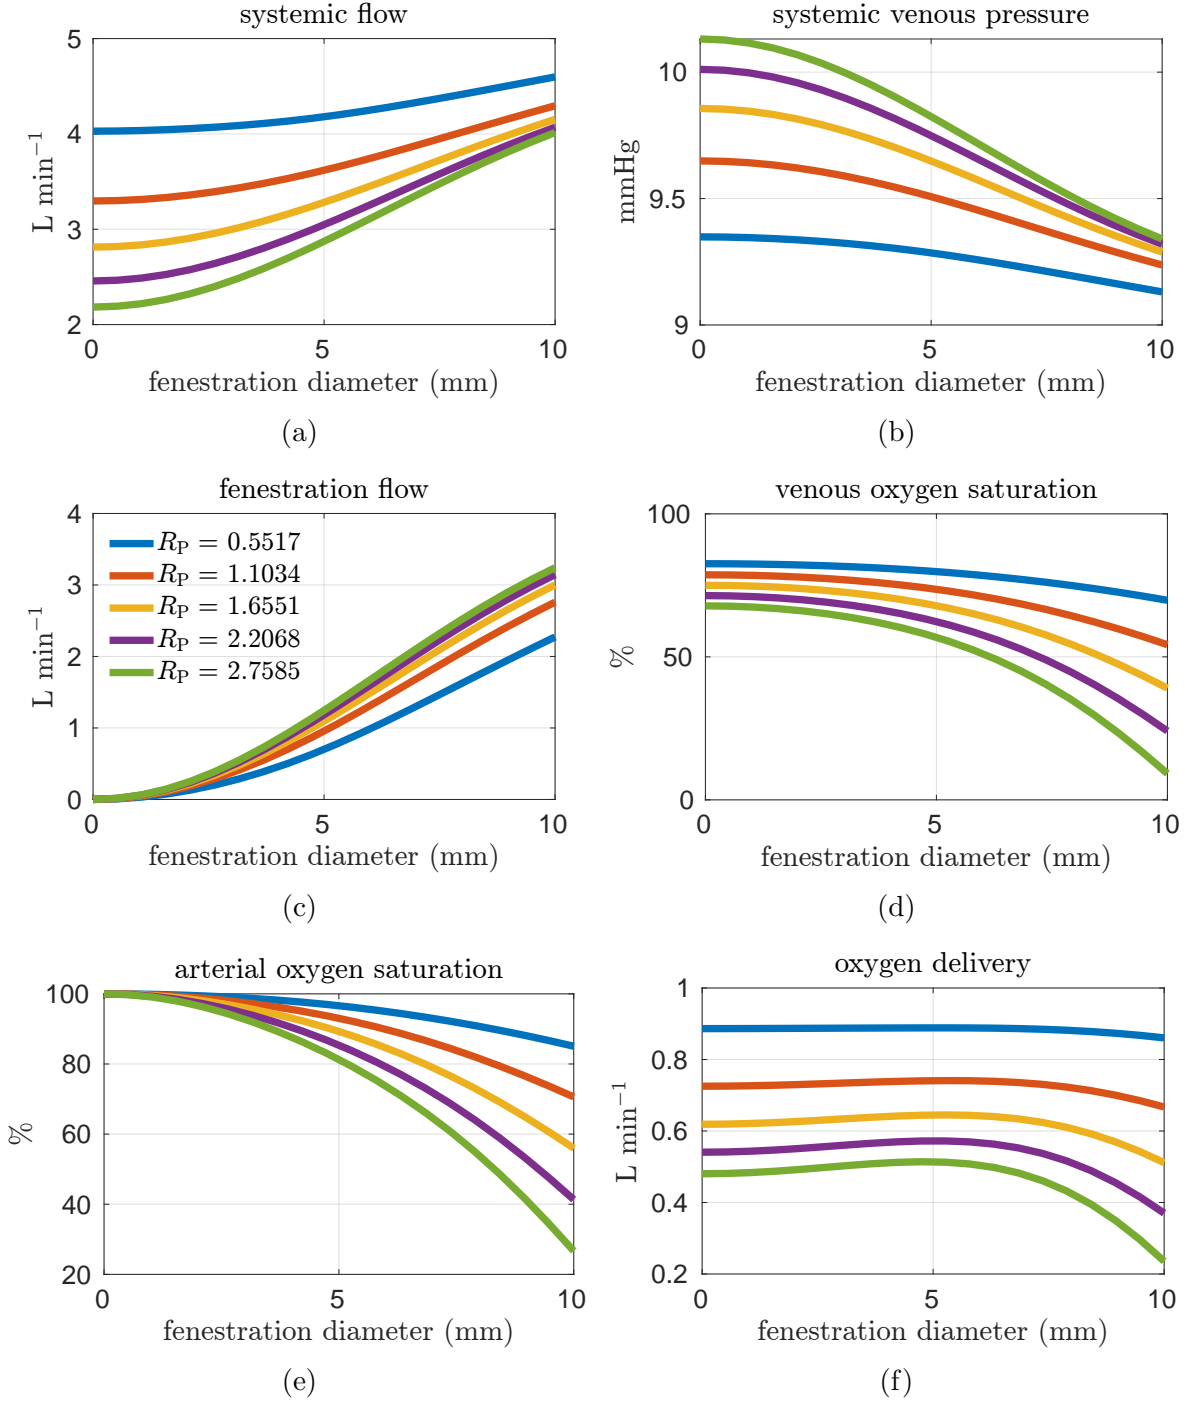 systemic flow
L min⁻¹
5
4
3
2
0
5
10
fenestration diameter (mm)
(a)
systemic venous pressure
mmHg
10
9.5
9
0
5
10
fenestration diameter (mm)
(b)
fenestration flow
L min⁻¹
4
3
2
1
0
R_P = 0.5517
R_P = 1.1034
R_P = 1.6551
R_P = 2.2068
R_P = 2.7585
0
5
10
fenestration diameter (mm)
(c)
venous oxygen saturation
%
100
50
0
0
5
10
fenestration diameter (mm)
(d)
arterial oxygen saturation
%
100
80
60
40
20
0
5
10
fenestration diameter (mm)
(e)
oxygen delivery
L min⁻¹
1
0.8
0.6
0.4
0.2
0
5
10
fenestration diameter (mm)
(f)